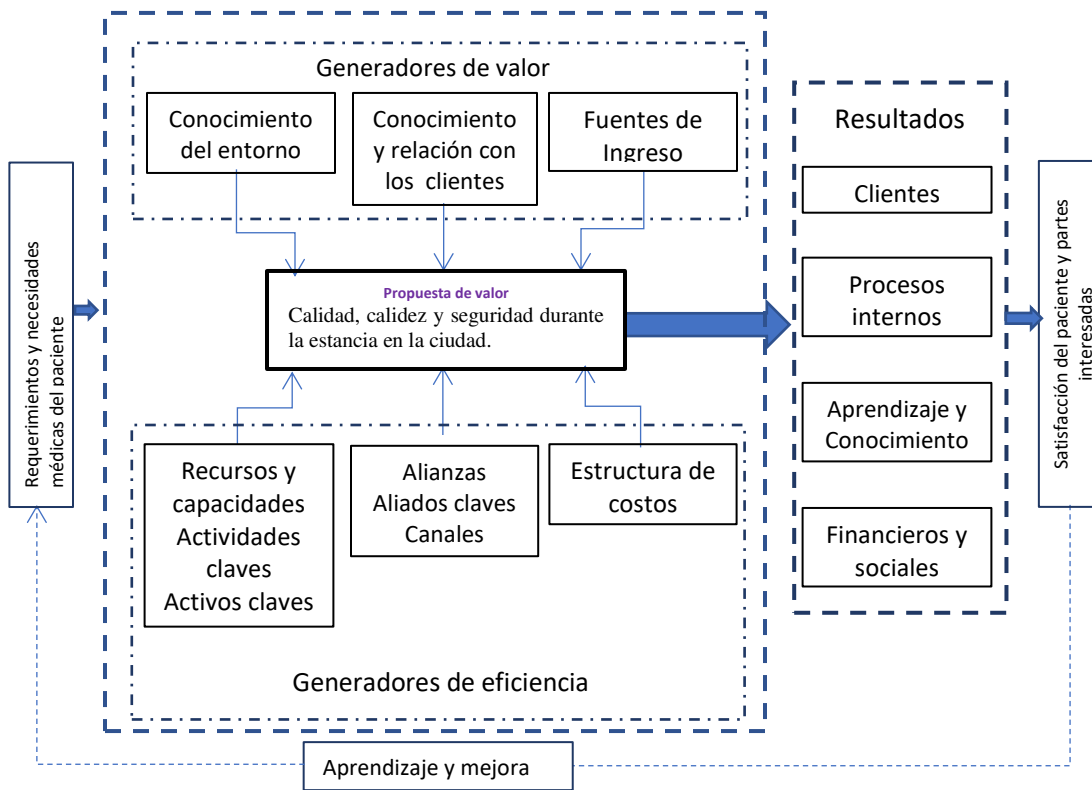 Requerimientos y necesidades
médicas del paciente
Generadores de valor
Conocimiento
del entorno
Conocimiento
y relación con
los clientes
Fuentes de
Ingreso
Propuesta de valor
Calidad, calidez y seguridad durante
la estancia en la ciudad.
Recursos y
capacidades
Actividades
claves
Activos claves
Alianzas
Aliados claves
Canales
Estructura de
costos
Generadores de eficiencia
Resultados
Clientes
Procesos
internos
Aprendizaje y
Conocimiento
Financieros y
sociales
Satisfacción del paciente y partes
interesadas
Aprendizaje y mejora